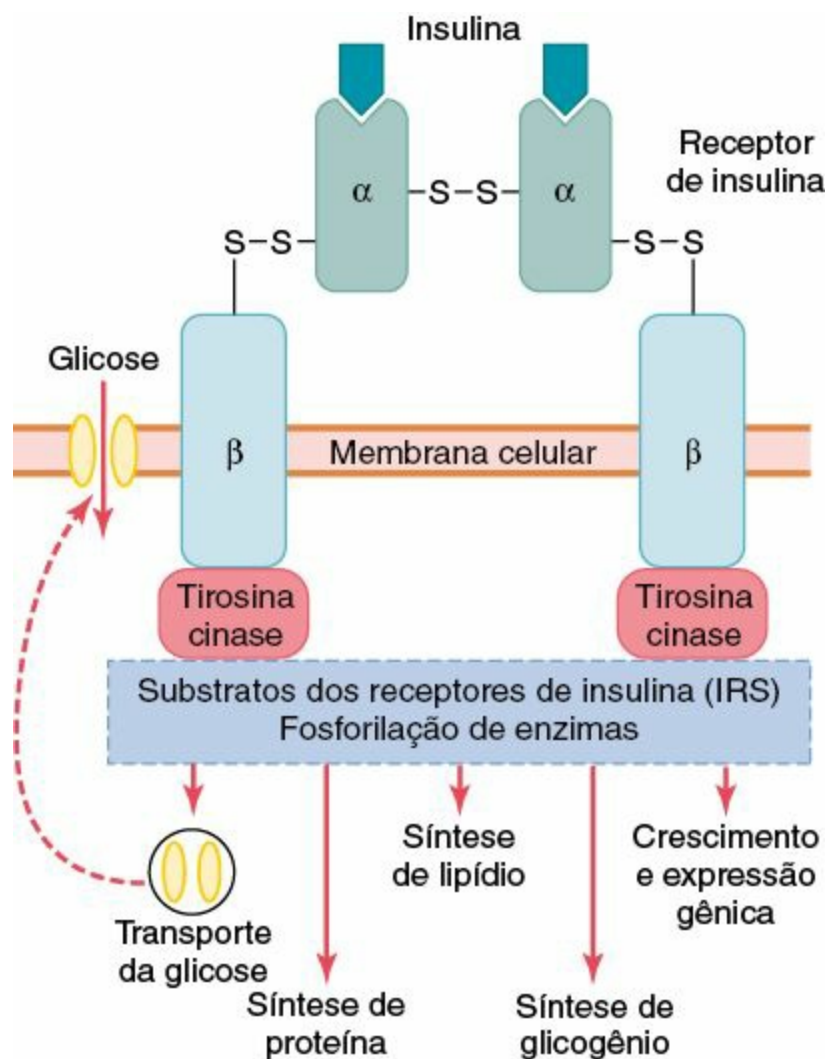 Insulina
Receptor
de insulina
α
S–S
α
S–S
S–S
Glicose
β
Membrana celular
β
Tirosina
cinase
Tirosina
cinase
Substratos dos receptores de insulina (IRS)
Fosforilação de enzimas
Síntese
de lipídio
Crescimento
e expressão
gênica
Transporte
da glicose
Síntese de
proteína
Síntese de
glicogênio